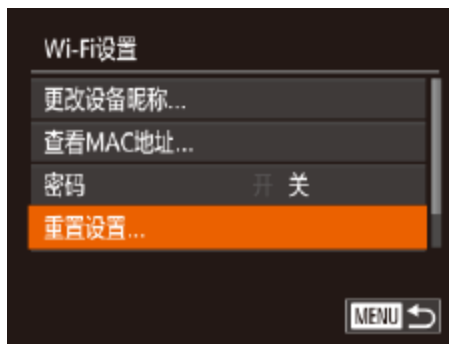 Wi-Fi设置
更改设备昵称...
查看MAC地址...
密码 开 关
重置设置...
MENU